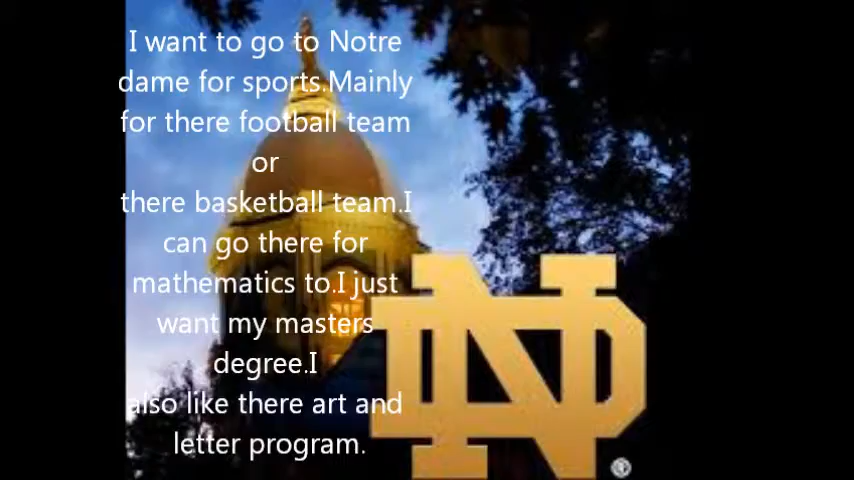 I want to go to Notre
dame for sports.Mainly
for there football team
or
there basketball team.I
can go there for
mathematics to.I just
want my masters
degree.I
also like there art and
letter program.
ND
®